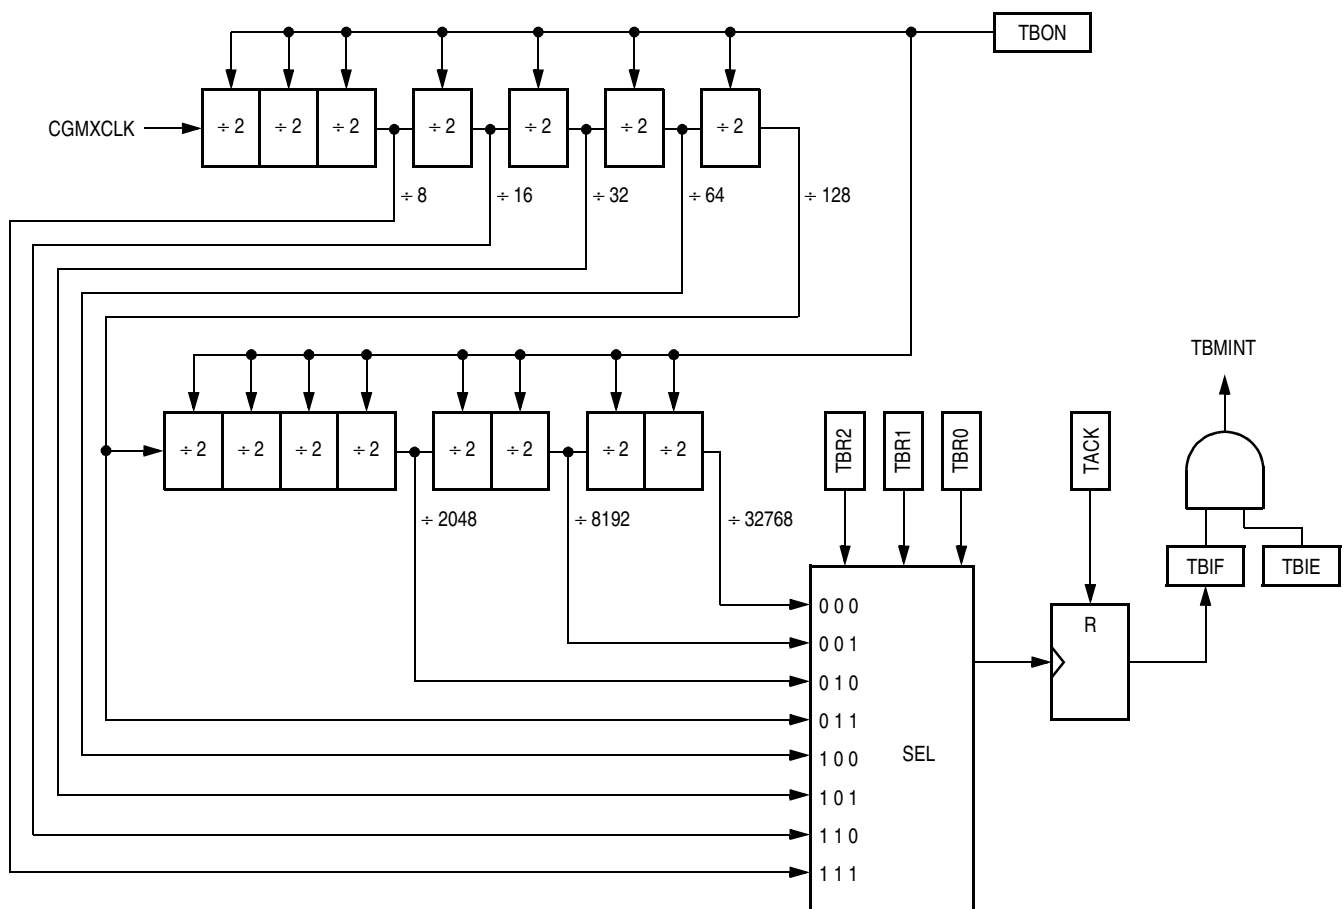 TBON
CGMXCLK
÷ 2 ÷ 2 ÷ 2 ÷ 2 ÷ 2 ÷ 2 ÷ 2
÷ 8 ÷ 16 ÷ 32 ÷ 64 ÷ 128
TBMINT
÷ 2 ÷ 2 ÷ 2 ÷ 2 ÷ 2 ÷ 2 ÷ 2 ÷ 2
TBR2
TBR1
TBR0
TACK
÷ 2048 ÷ 8192 ÷ 32768
TBIF TBIE
0 0 0
R
0 0 1
0 1 0
0 1 1
SEL
1 0 0
1 0 1
1 1 0
1 1 1